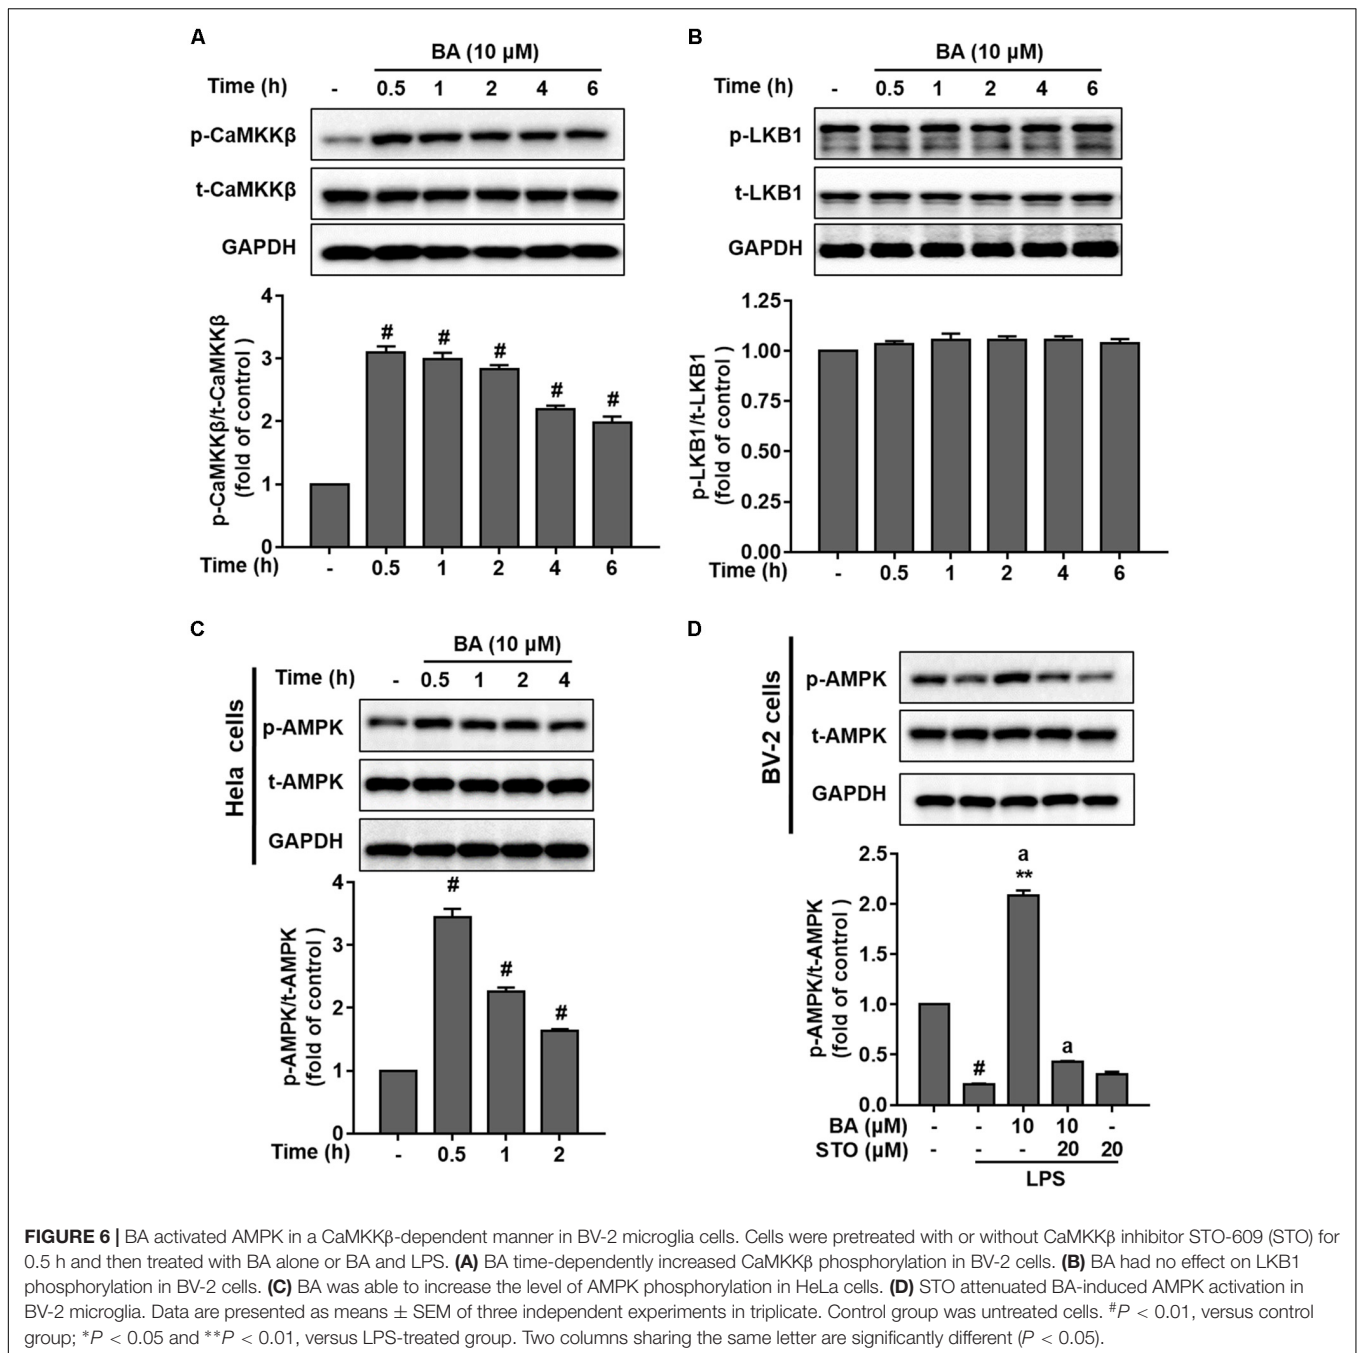 A
BA (10 µM)
Time (h) - 0.5 1 2 4 6
p-CaMKKβ
t-CaMKKβ
GAPDH
p-CaMKKβ/t-CaMKKβ
(fold of control )
4
3
2
1
0
# # # # #
Time (h) - 0.5 1 2 4 6
B
BA (10 µM)
Time (h) - 0.5 1 2 4 6
p-LKB1
t-LKB1
GAPDH
p-LKB1/t-LKB1
(fold of control )
1.25
1.00
0.75
0.50
0.25
0.00
Time (h) - 0.5 1 2 4 6
C
Hela cells
BA (10 µM)
Time (h) - 0.5 1 2 4
p-AMPK
t-AMPK
GAPDH
p-AMPK/t-AMPK
(fold of control )
4
3
2
1
0
# # #
Time (h) - 0.5 1 2
D
BV-2 cells
p-AMPK
t-AMPK
GAPDH
p-AMPK/t-AMPK
(fold of control )
2.5
2.0
1.5
1.0
0.5
0.0
a
**
a
#
BA (µM) - - 10 10 -
STO (µM) - - - 20 20
LPS
FIGURE 6 | BA activated AMPK in a CaMKKβ-dependent manner in BV-2 microglia cells. Cells were pretreated with or without CaMKKβ inhibitor STO-609 (STO) for
0.5 h and then treated with BA alone or BA and LPS. (A) BA time-dependently increased CaMKKβ phosphorylation in BV-2 cells. (B) BA had no effect on LKB1
phosphorylation in BV-2 cells. (C) BA was able to increase the level of AMPK phosphorylation in HeLa cells. (D) STO attenuated BA-induced AMPK activation in
BV-2 microglia. Data are presented as means ± SEM of three independent experiments in triplicate. Control group was untreated cells. #P < 0.01, versus control
group; *P < 0.05 and **P < 0.01, versus LPS-treated group. Two columns sharing the same letter are significantly different (P < 0.05).